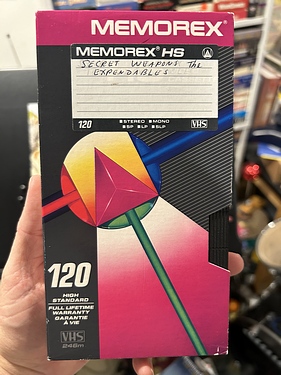 MEMOREX®
MEMOREX® HS
SECRET WEAPONS THE
EXPENDABLES
120
STEREO MONO
SP LP SLP
VHS
120
HIGH
STANDARD
FULL LIFETIME
WARRANTY
GARANTIE
À VIE
VHS
246m